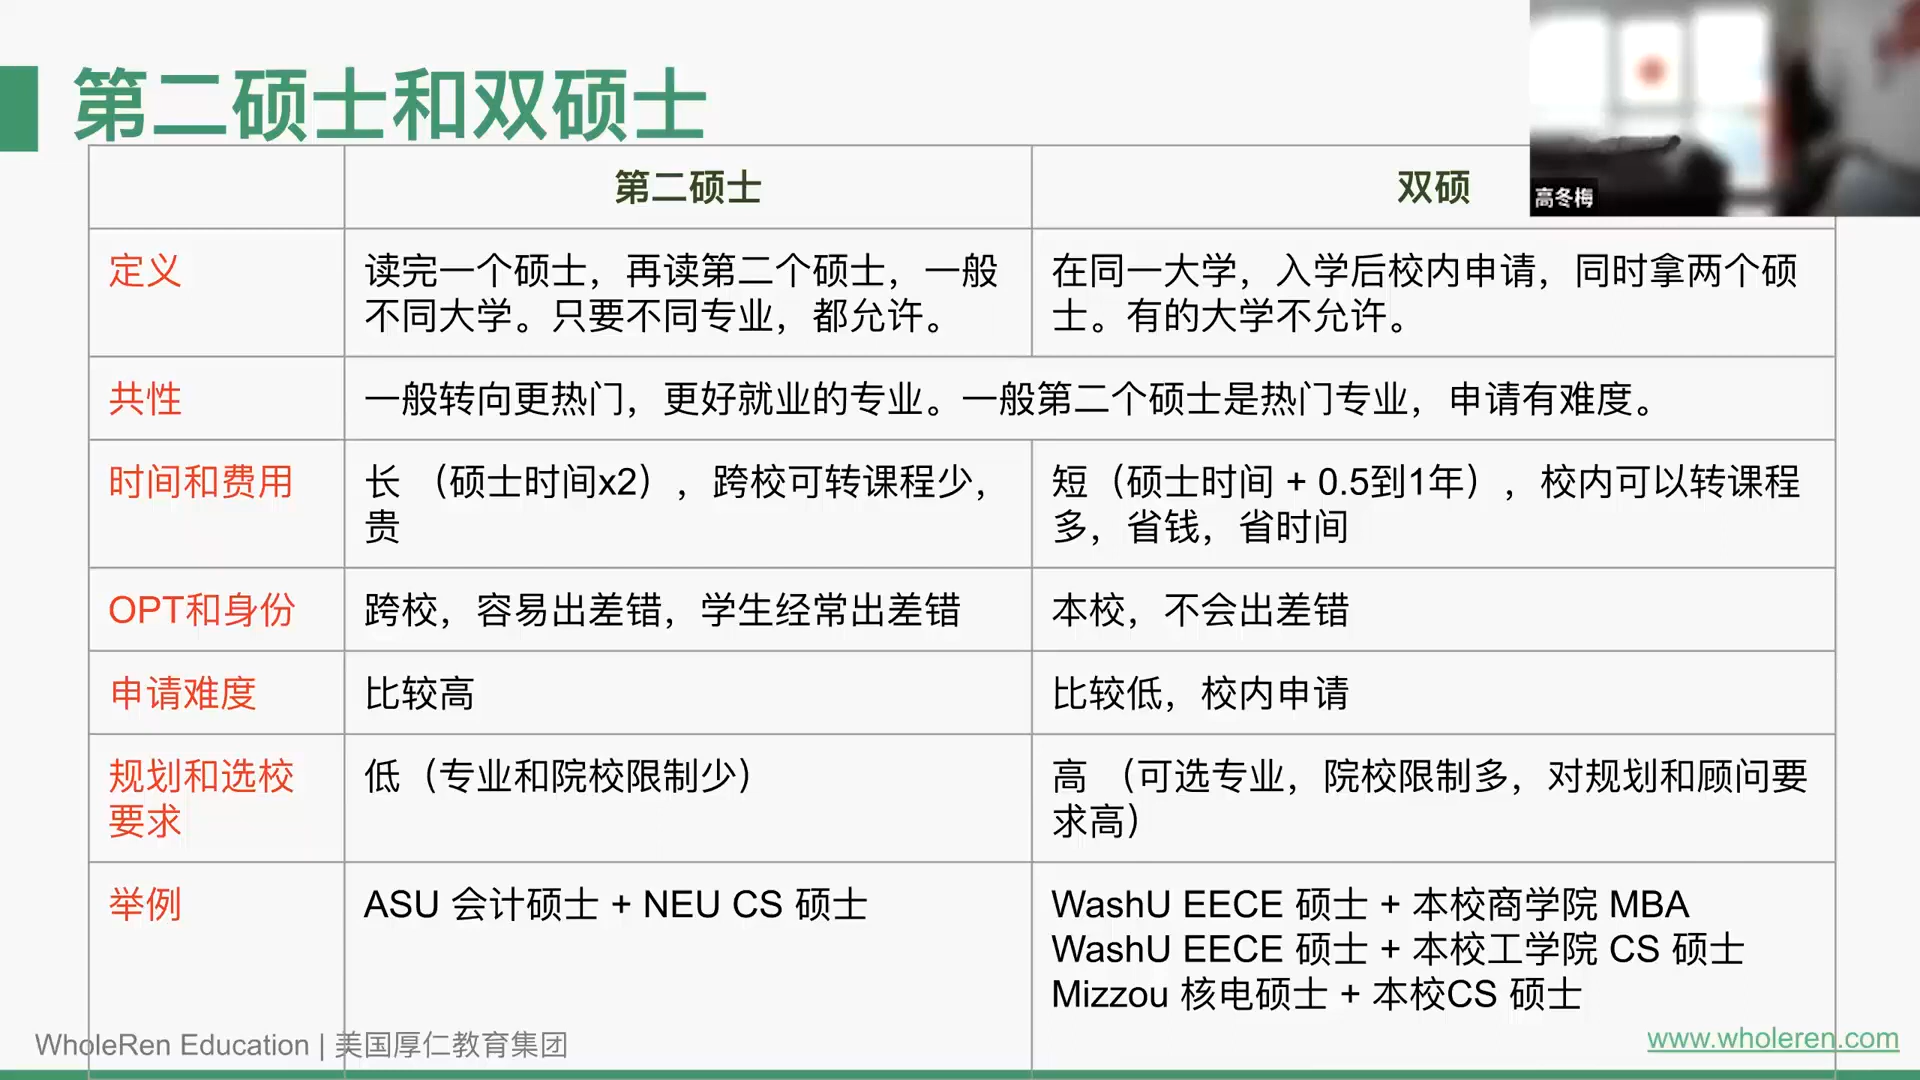 第二硕士和双硕士
高冬梅
第二硕士
双硕
定义
读完一个硕士，再读第二个硕士，一般
不同大学。只要不同专业，都允许。
在同一大学，入学后校内申请，同时拿两个硕
士。有的大学不允许。
共性
一般转向更热门，更好就业的专业。一般第二个硕士是热门专业，申请有难度。
时间和费用
长 （硕士时间x2），跨校可转课程少，
贵
短（硕士时间 + 0.5到1年），校内可以转课程
多，省钱，省时间
OPT和身份
跨校，容易出差错，学生经常出差错
本校，不会出差错
申请难度
比较高
比较低，校内申请
规划和选校
要求
低（专业和院校限制少）
高 （可选专业，院校限制多，对规划和顾问要
求高）
举例
ASU 会计硕士 + NEU CS 硕士
WashU EECE 硕士 + 本校商学院 MBA
WashU EECE 硕士 + 本校工学院 CS 硕士
Mizzou 核电硕士 + 本校CS 硕士
WholeRen Education | 美国厚仁教育集团
www.wholeren.com